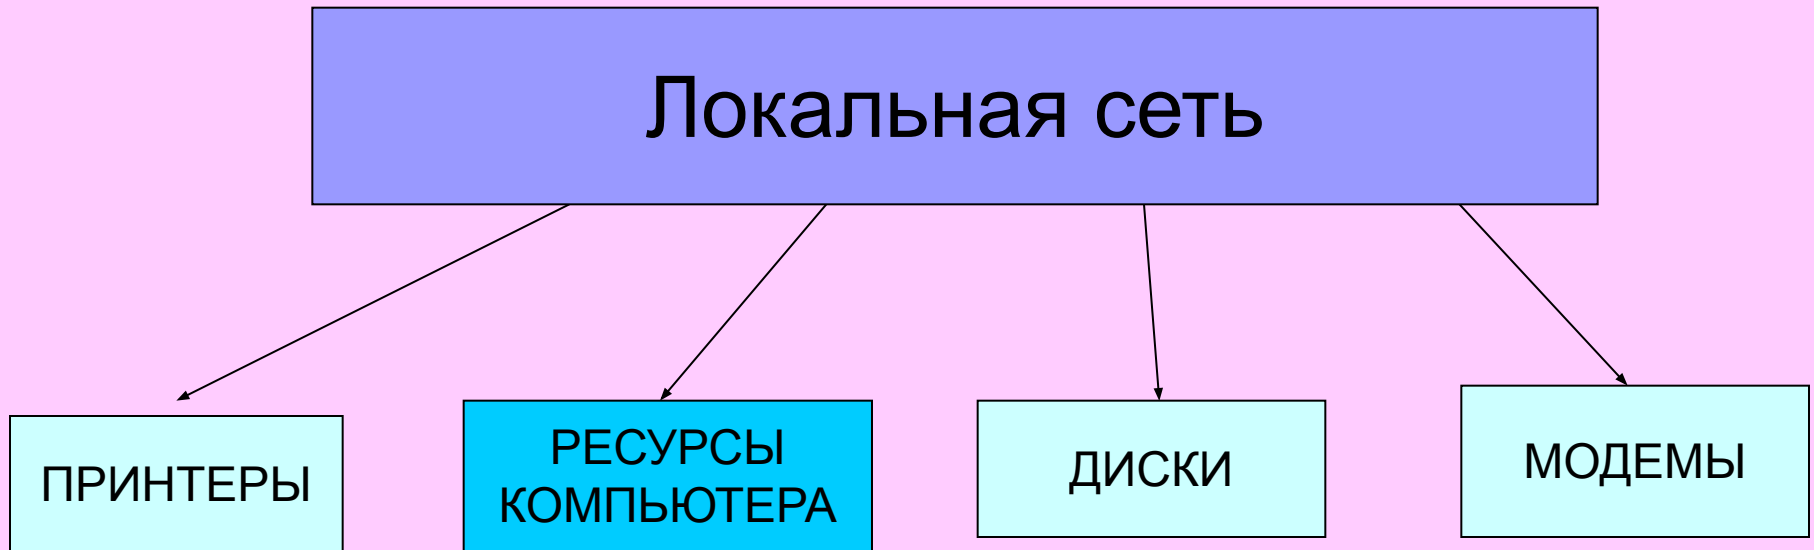 Локальная сеть
ПРИНТЕРЫ
РЕСУРСЫ
КОМПЬЮТЕРА
ДИСКИ
МОДЕМЫ